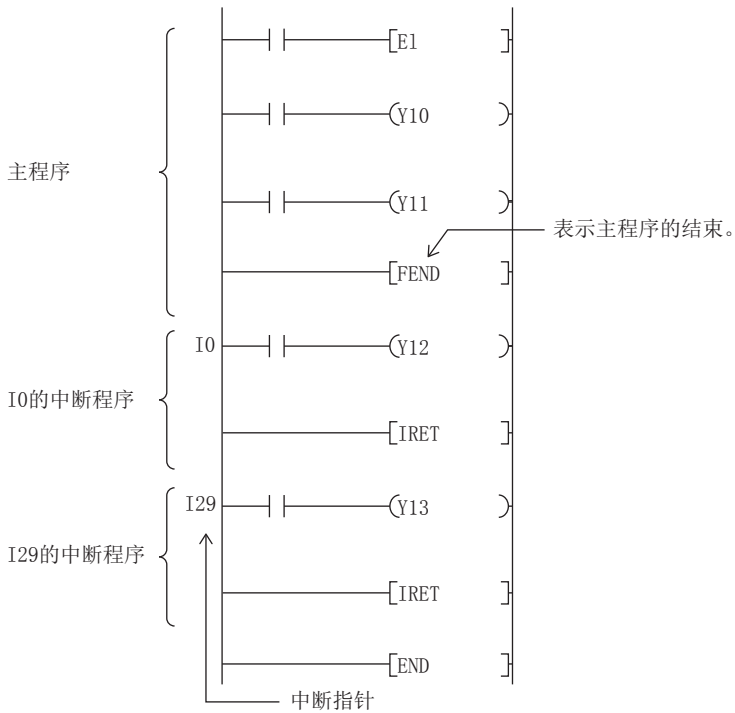 EI
Y10
主程序
Y11
表示主程序的结束。
FEND
I0
Y12
I0的中断程序
IRET
I29
Y13
I29的中断程序
IRET
END
中断指针